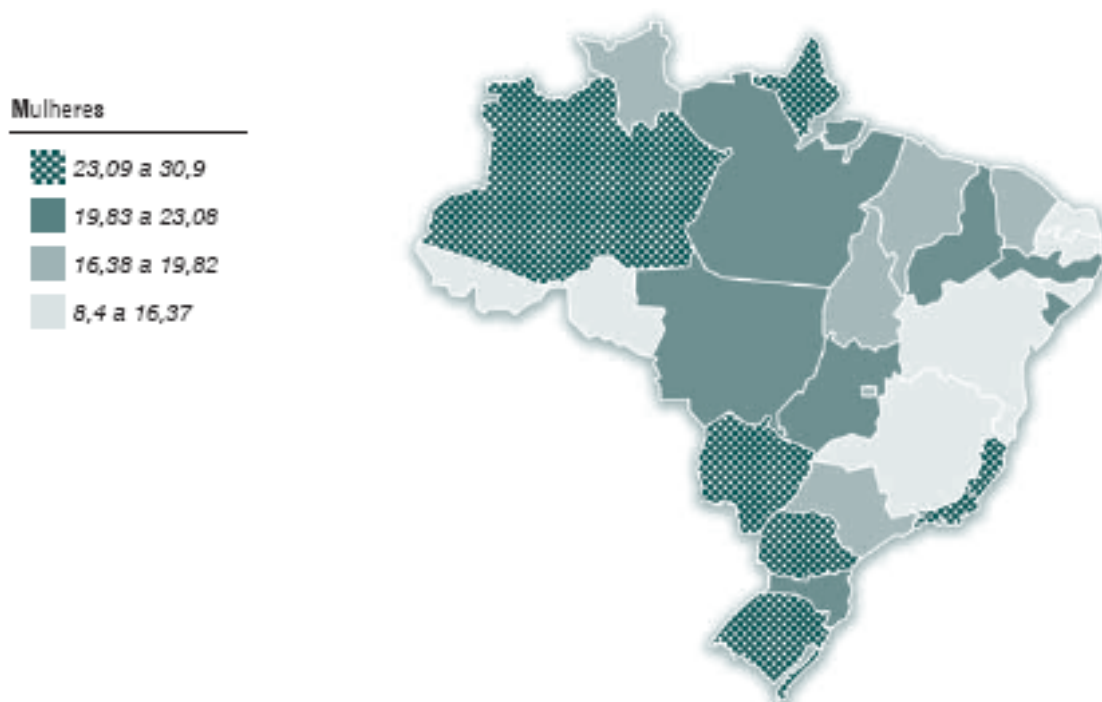 Mulheres
23,09 a 30,9
19,83 a 23,08
16,38 a 19,82
8,4 a 16,37